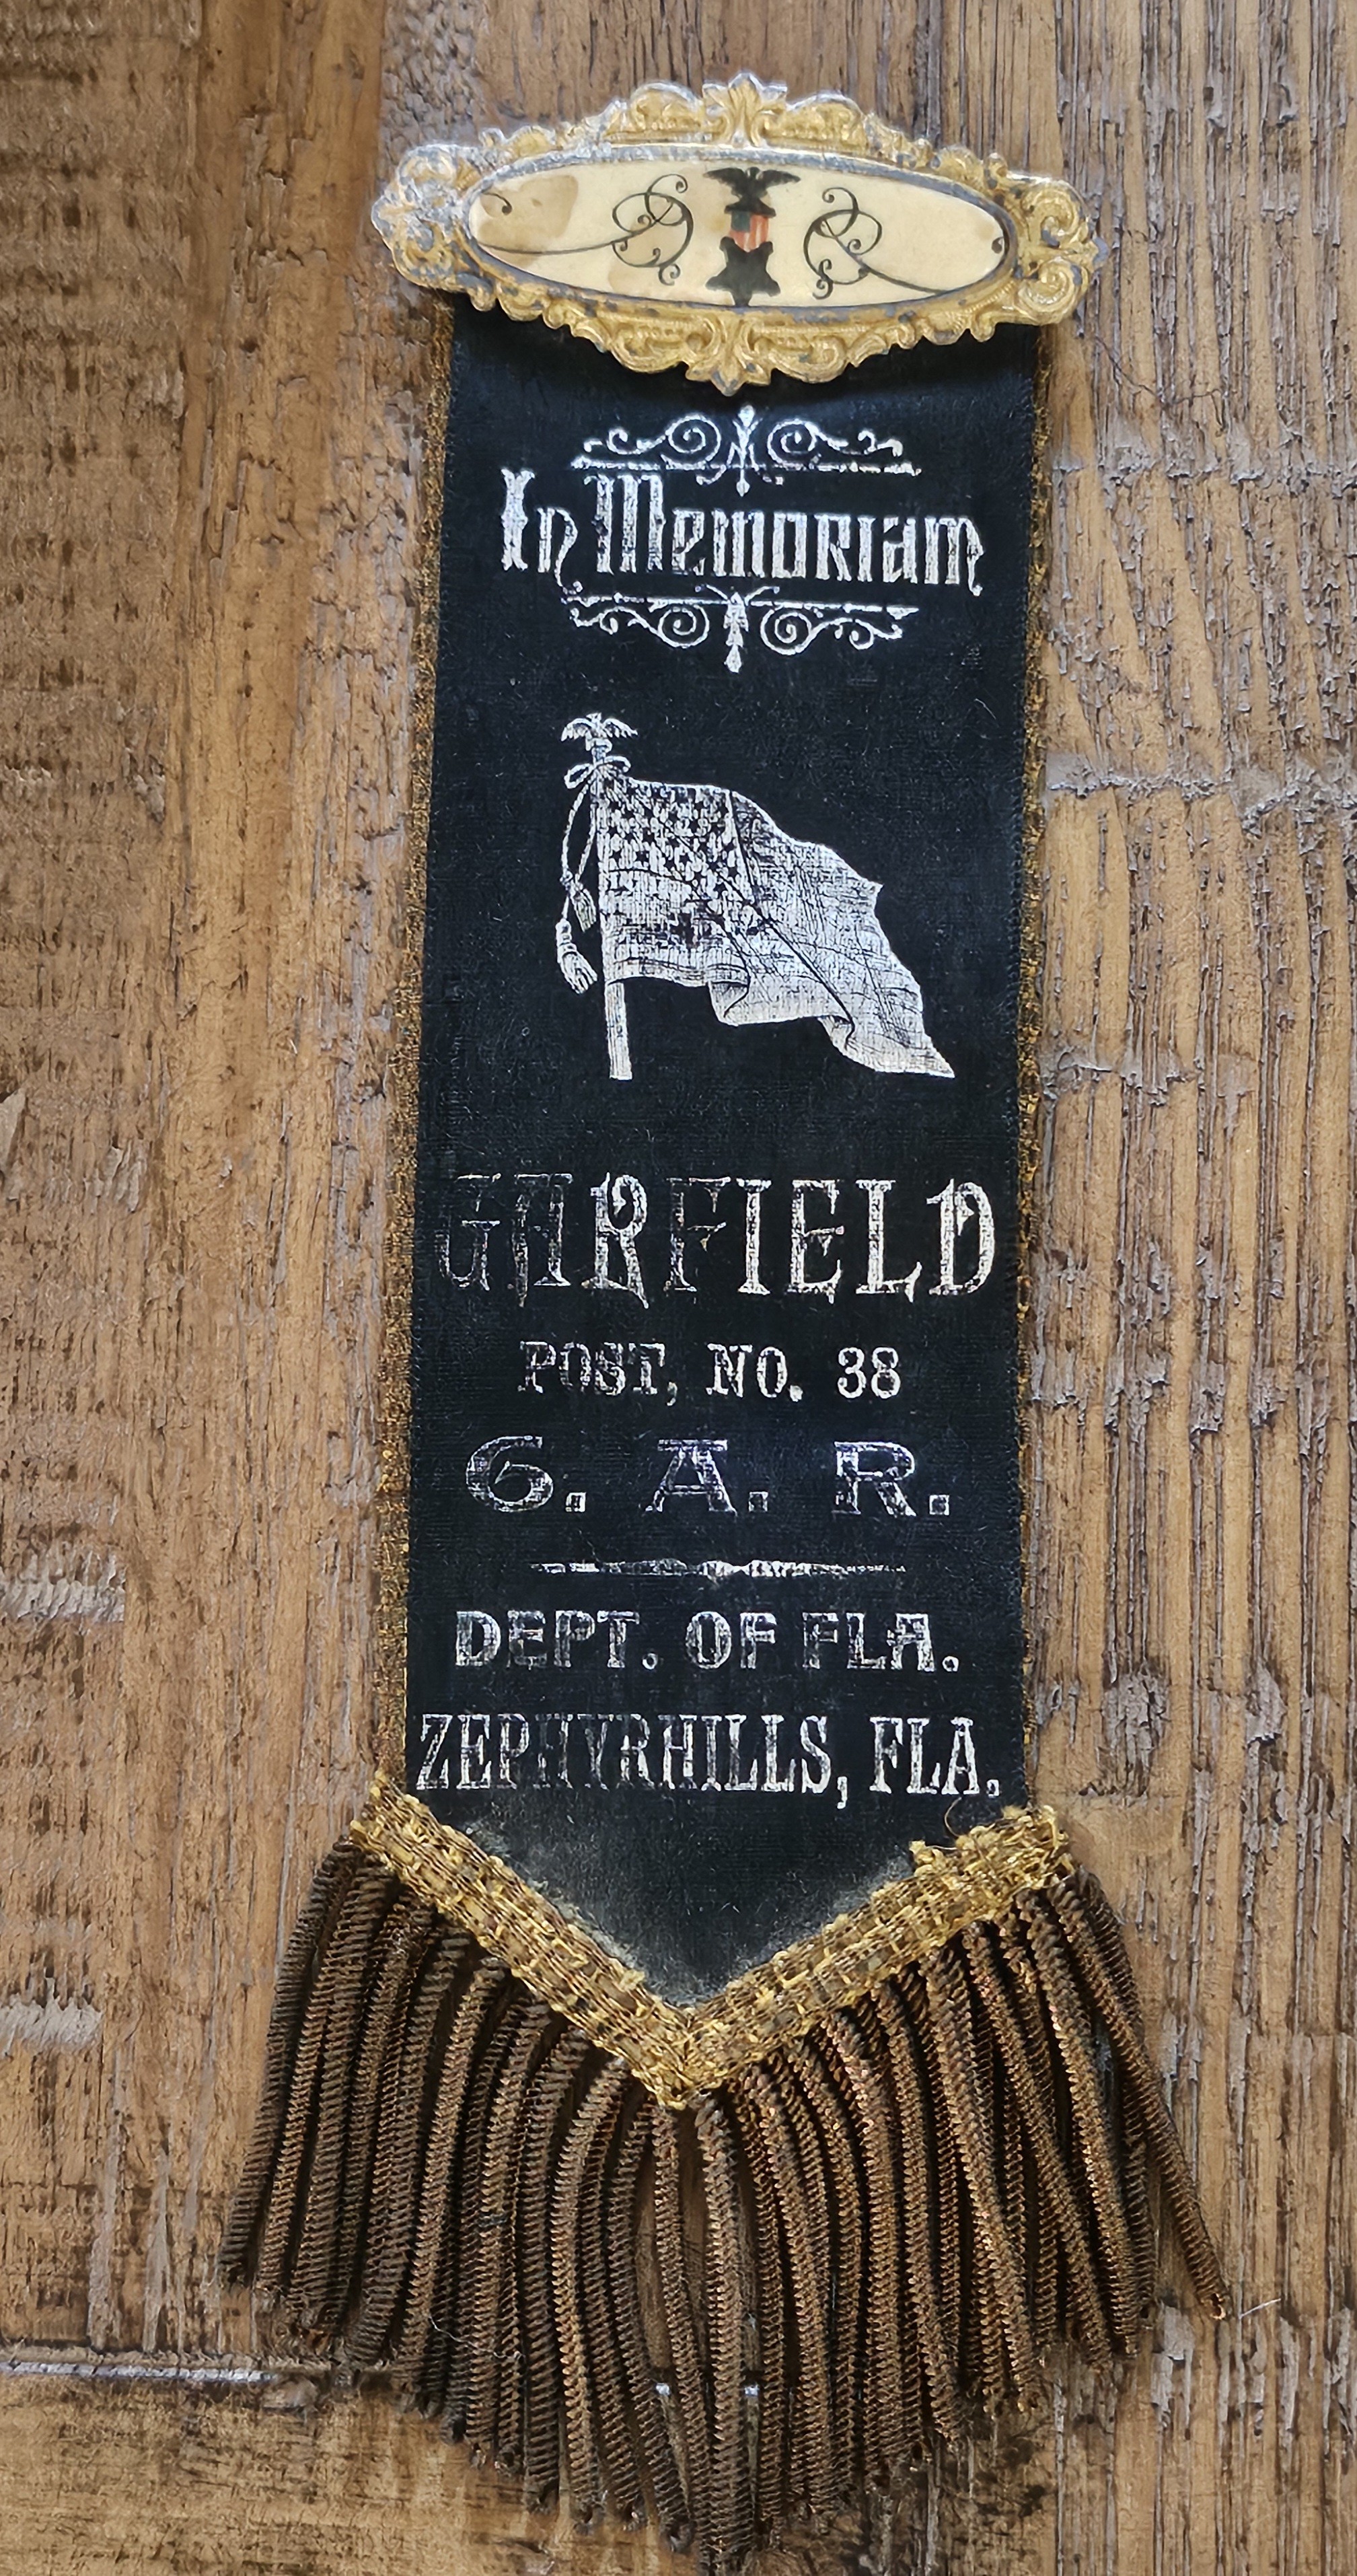 In Memoriam
GARFIELD
POST, NO. 38
G. A. R.
DEPT. OF FLA.
ZEPHYRHILLS, FLA.